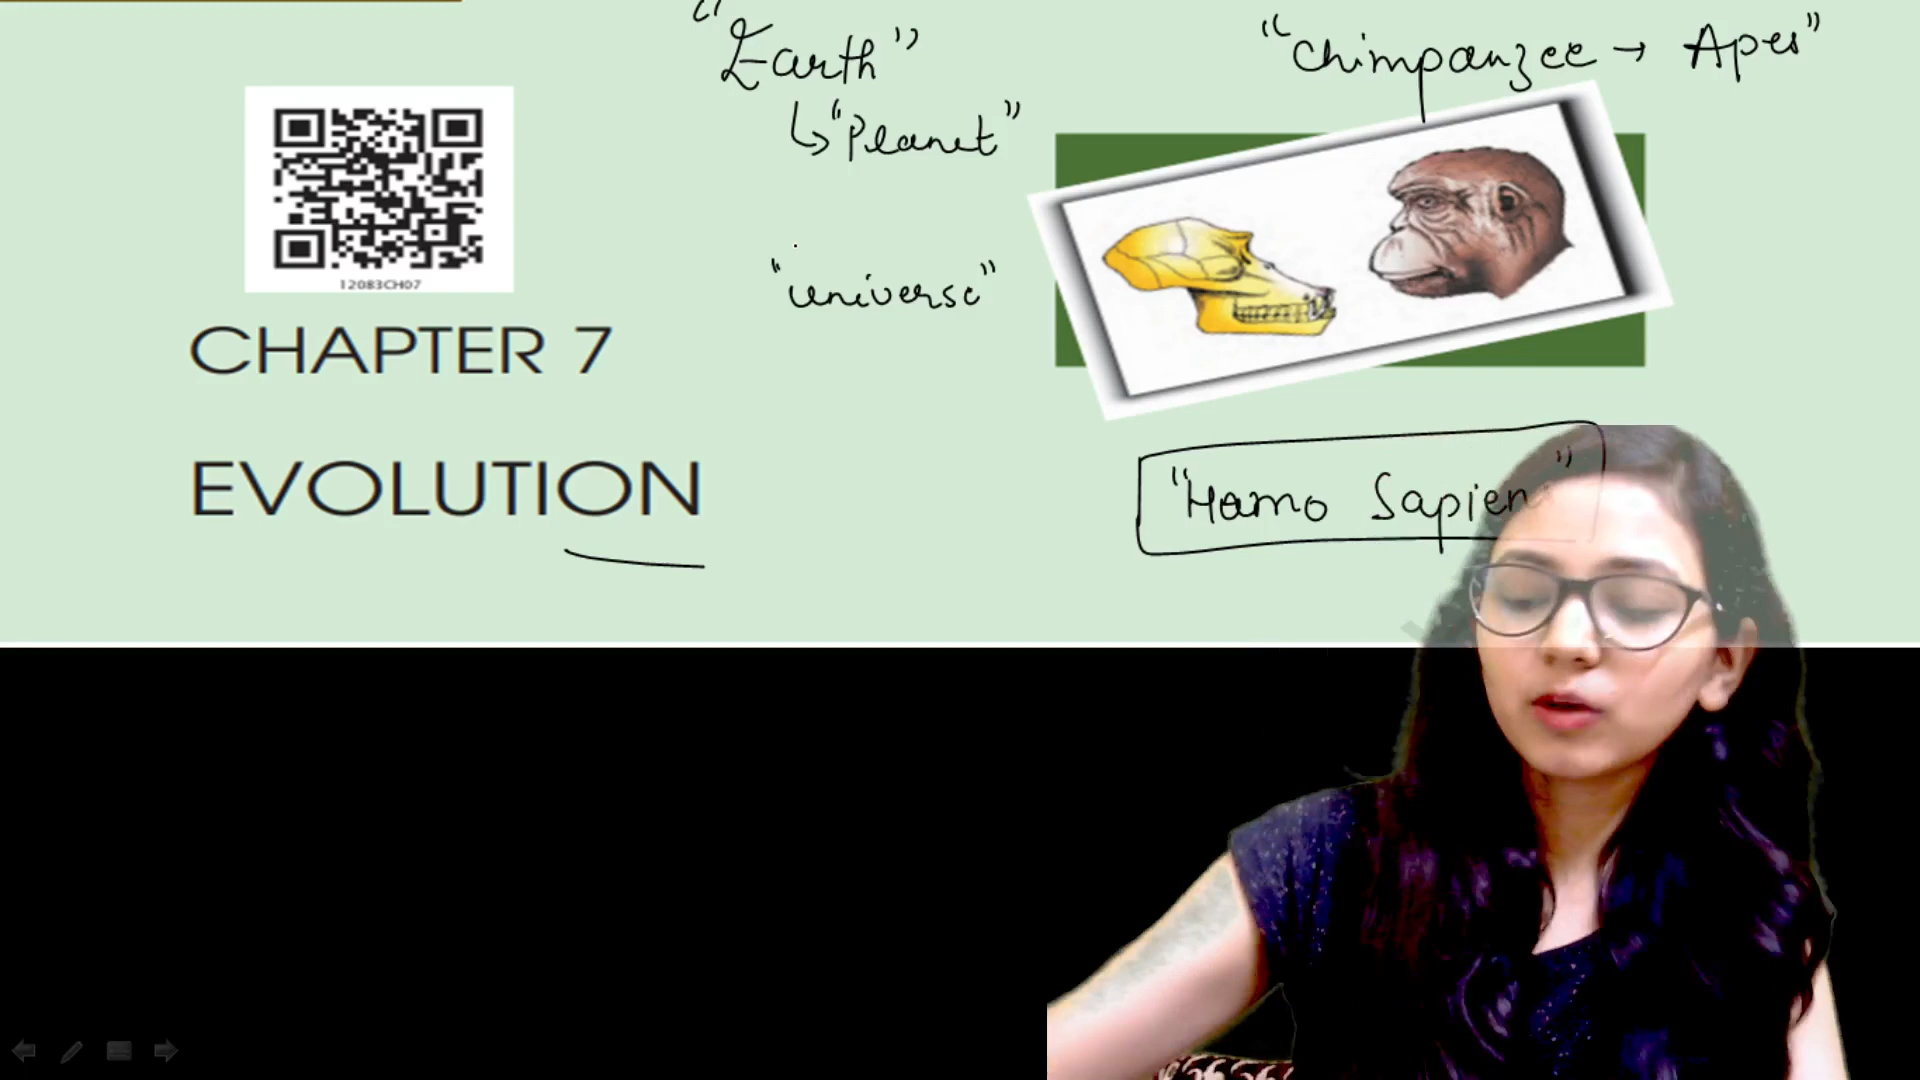 “Earth”
“Chimpanzee → Apes”
↳ “Planet”
12083CH07
“universe”
CHAPTER 7
EVOLUTION
“Homo Sapien”